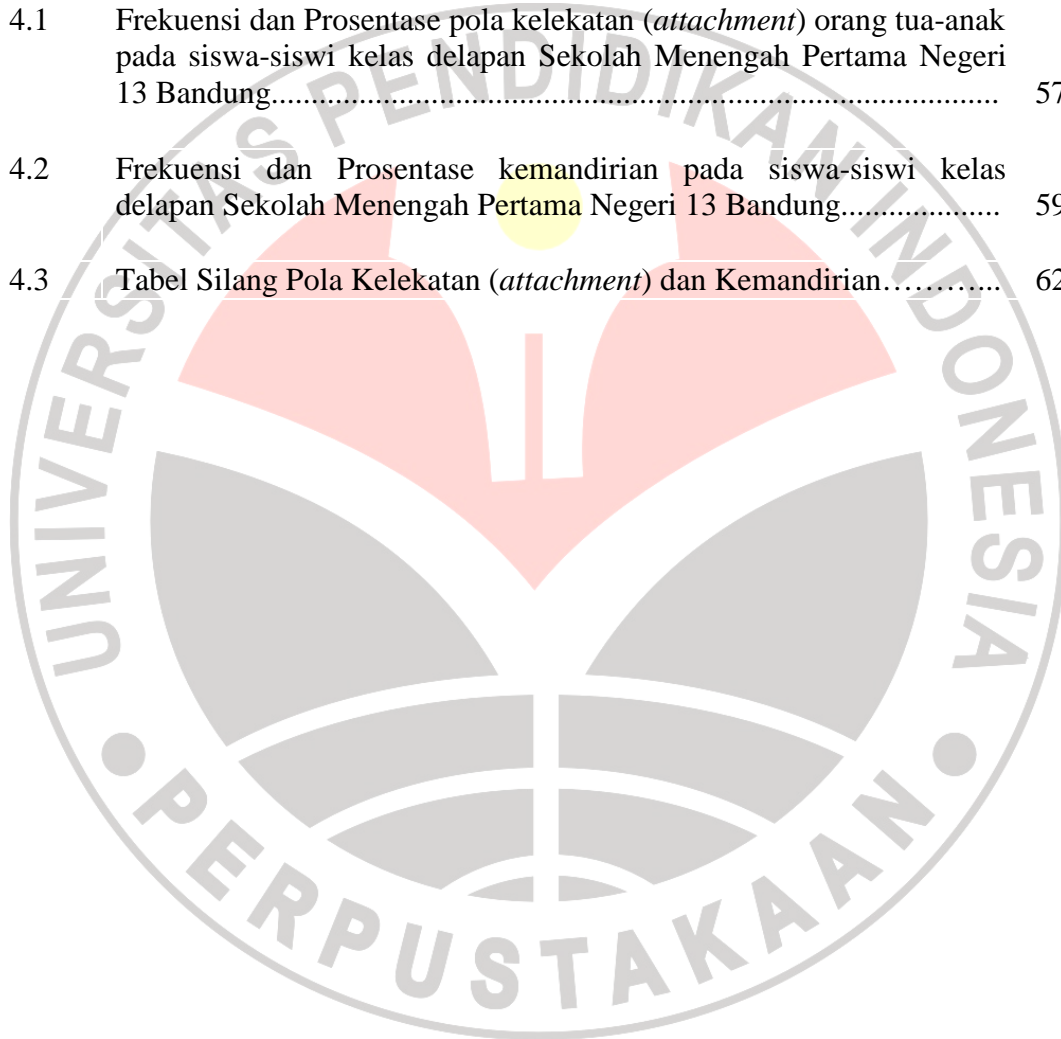 4.1 Frekuensi dan Prosentase pola kelekatan (attachment) orang tua-anak
pada siswa-siswi kelas delapan Sekolah Menengah Pertama Negeri
13 Bandung.................................................................................. 57
4.2 Frekuensi dan Prosentase kemandirian pada siswa-siswi kelas
delapan Sekolah Menengah Pertama Negeri 13 Bandung.................. 59
4.3 Tabel Silang Pola Kelekatan (attachment) dan Kemandirian……….... 62
UNIVERSITAS PENDIDIKAN INDONESIA
PERPUSTAKAAN